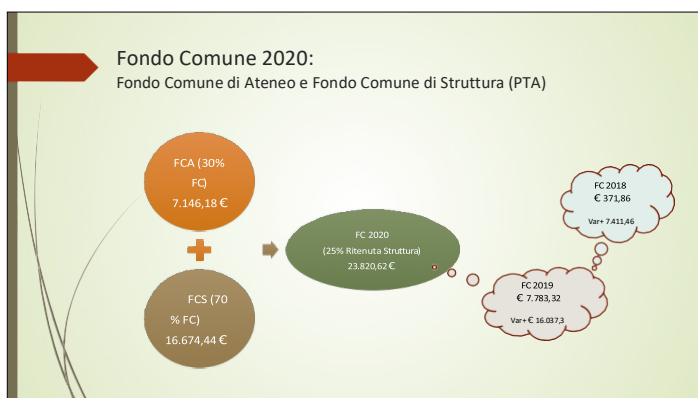 Fondo Comune 2020:
Fondo Comune di Ateneo e Fondo Comune di Struttura (PTA)
FCA (30%
FC)
7.146,18 €
FCS (70
% FC)
16.674,44 €
FC 2020
(25% Ritenuta Struttura)
23.820,62 €
FC 2018
€ 371,86
Var+ 7.411,46
FC 2019
€ 7.783,32
Var+ € 16.037,3